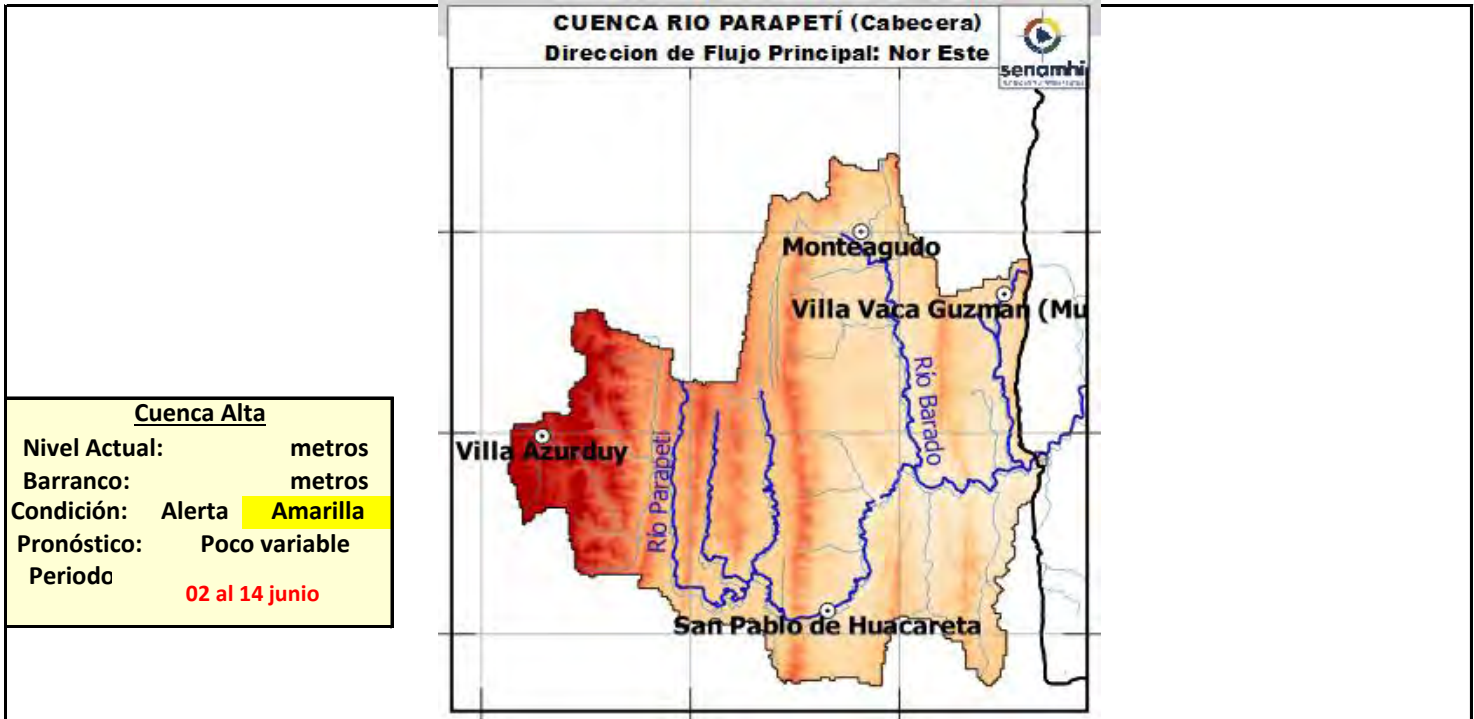 CUENCA RIO PARAPETÍ (Cabecera)
Direccion de Flujo Principal: Nor Este
senamhi
Monteagudo
Villa Vaca Guzmán (Mu
Río Barado
Villa Azurduy
Río Parapetí
San Pablo de Huacareta
Cuenca Alta
Nivel Actual: metros
Barranco: metros
Condición: Alerta Amarilla
Pronóstico: Poco variable
Periodo
02 al 14 junio